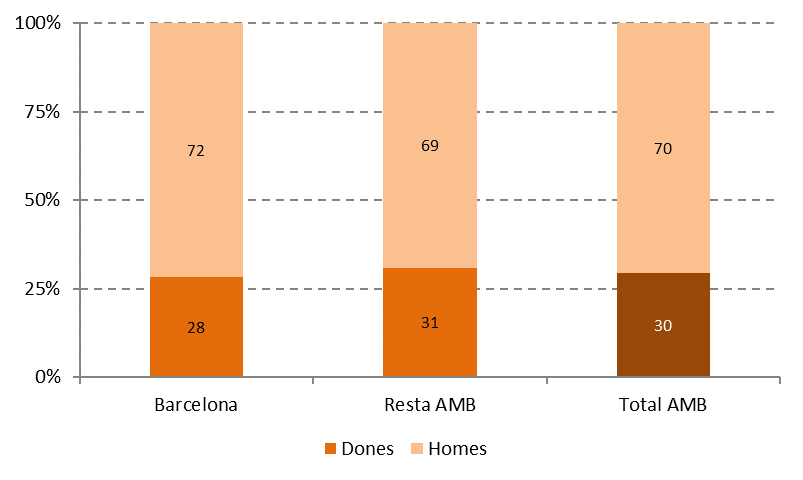 100%
75%
50%
25%
0%
72
69
70
28
31
30
Barcelona
Resta AMB
Total AMB
Dones
Homes